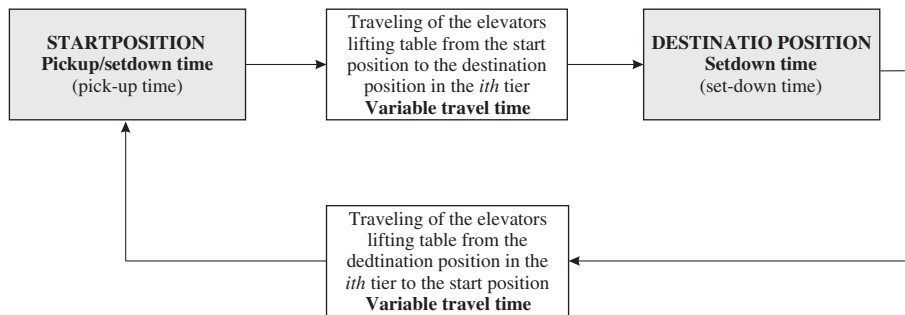 STARTPOSITION
Pickup/setdown time
(pick-up time)
Traveling of the elevators
lifting table from the start
position to the destination
position in the ith tier
Variable travel time
DESTINATIO POSITION
Setdown time
(set-down time)
Traveling of the elevators
lifting table from the
dedtination position in the
ith tier to the start position
Variable travel time